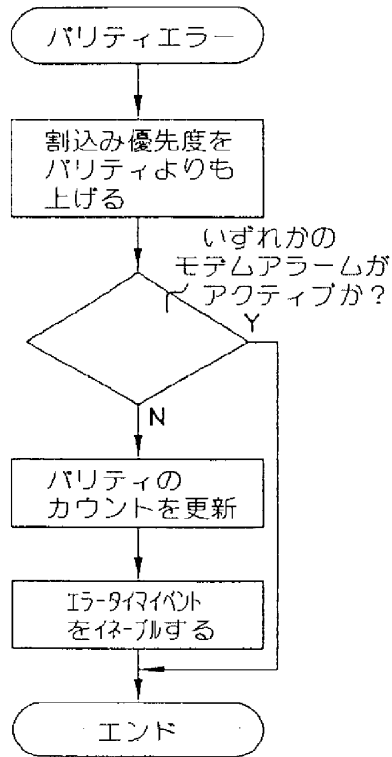 パリティエラー
割込み優先度を
パリティよりも
上げる
いずれかの
モデムアラームが
アクティブか？
Y
N
パリティの
カウントを更新
エラータイマイベント
をイネーブルする
エンド